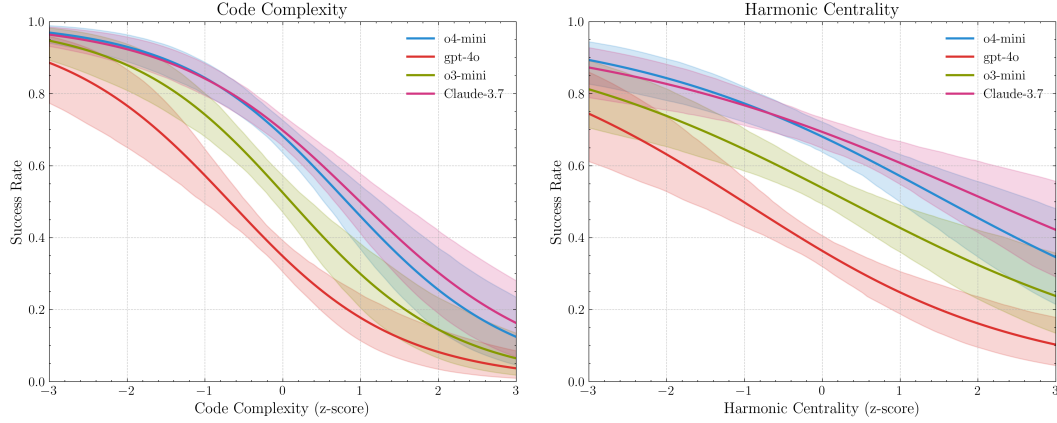 Code Complexity
1.0
0.8
0.6
0.4
0.2
0.0
Success Rate
o4-mini
gpt-4o
o3-mini
Claude-3.7
−3
−2
−1
0
1
2
3
Code Complexity (z-score)
Harmonic Centrality
1.0
0.8
0.6
0.4
0.2
0.0
Success Rate
o4-mini
gpt-4o
o3-mini
Claude-3.7
−3
−2
−1
0
1
2
3
Harmonic Centrality (z-score)